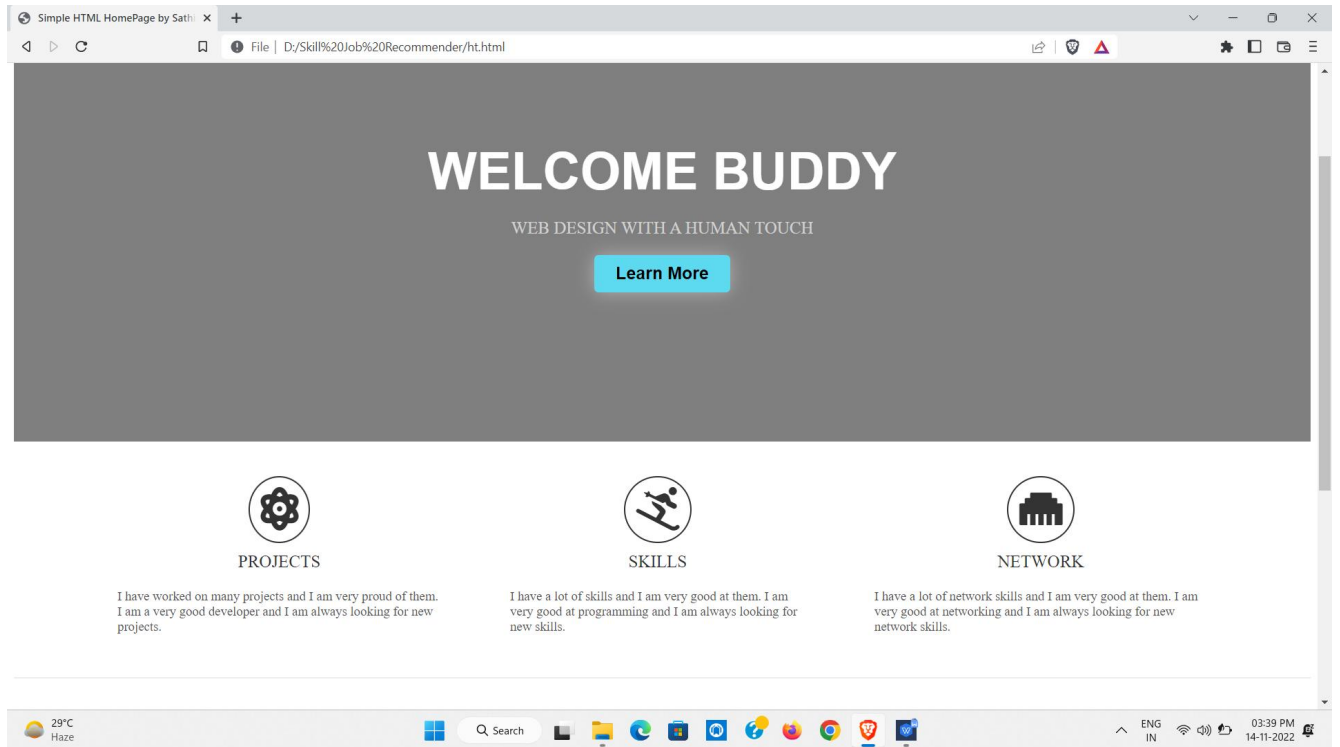 Simple HTML HomePage by Sath
File | D:/Skill%20Job%20Recommender/ht.html
WELCOME BUDDY
WEB DESIGN WITH A HUMAN TOUCH
Learn More
PROJECTS
I have worked on many projects and I am very proud of them.
I am a very good developer and I am always looking for new
projects.
SKILLS
I have a lot of skills and I am very good at them. I am
very good at programming and I am always looking for
new skills.
NETWORK
I have a lot of network skills and I am very good at them. I am
very good at networking and I am always looking for new
network skills.
29°C
Haze
Search
ENG
IN
03:39 PM
14-11-2022